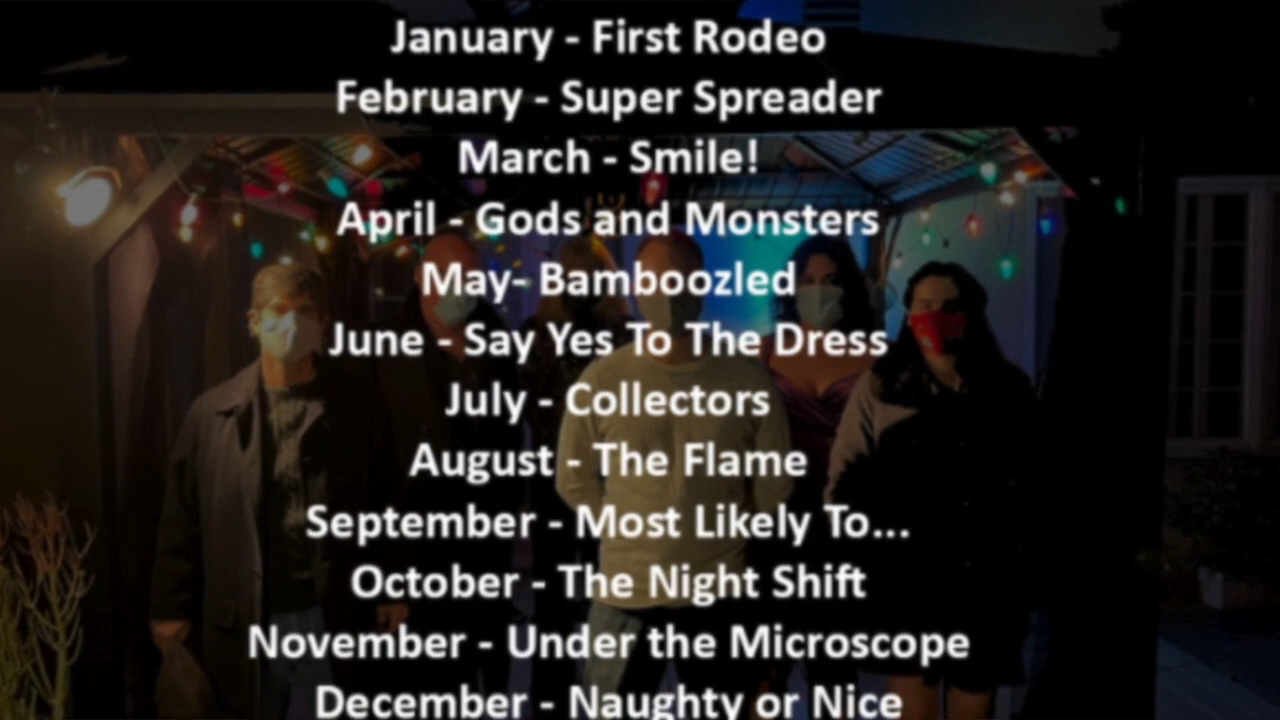 January - First Rodeo
February - Super Spreader
March - Smile!
April - Gods and Monsters
May- Bamboozled
June - Say Yes To The Dress
July - Collectors
August - The Flame
September - Most Likely To...
October - The Night Shift
November - Under the Microscope
December - Naughty or Nice